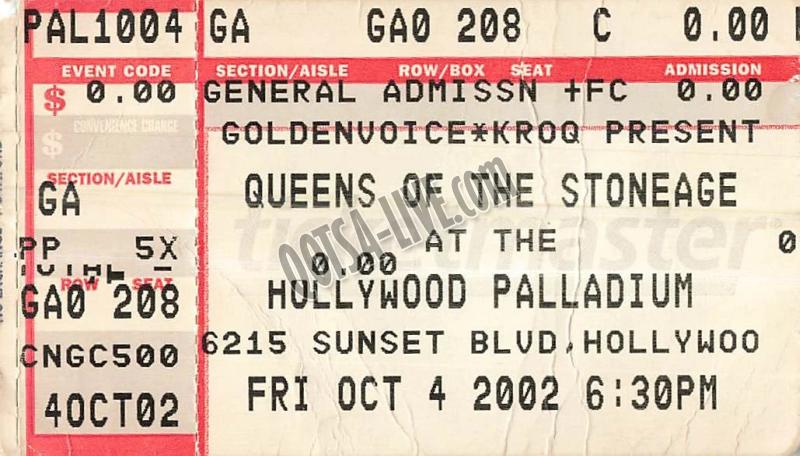 PAL1004 GA GA0 208 C 0.00
EVENT CODE SECTION/AISLE ROW/BOX SEAT ADMISSION
$ 0.00 GENERAL ADMISSN +FC 0.00
$ CONVENIENCE CHARGE GOLDENVOICE*KROQ PRESENT
SECTION/AISLE
GA QUEENS OF THE STONEAGE
OOTSA-LIVE.com
ticketmaster
PP 5X AT THE 0
0.00
ROW SEAT
GA0 208 HOLLYWOOD PALLADIUM
CNGC500 6215 SUNSET BLVD,HOLLYWOO
4OCT02 FRI OCT 4 2002 6:30PM